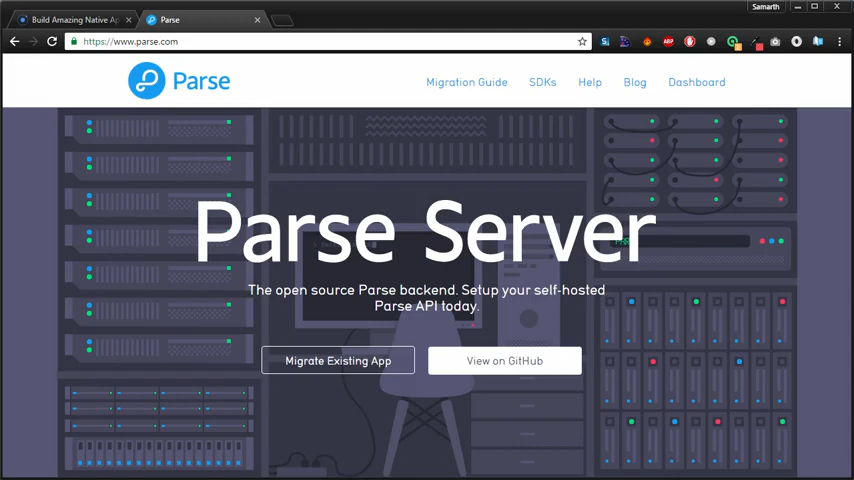 Samarth
Build Amazing Native Ap
Parse
https://www.parse.com
Parse
Migration Guide
SDKs
Help
Blog
Dashboard
Parse Server
The open source Parse backend. Setup your self-hosted
Parse API today.
Migrate Existing App
View on GitHub